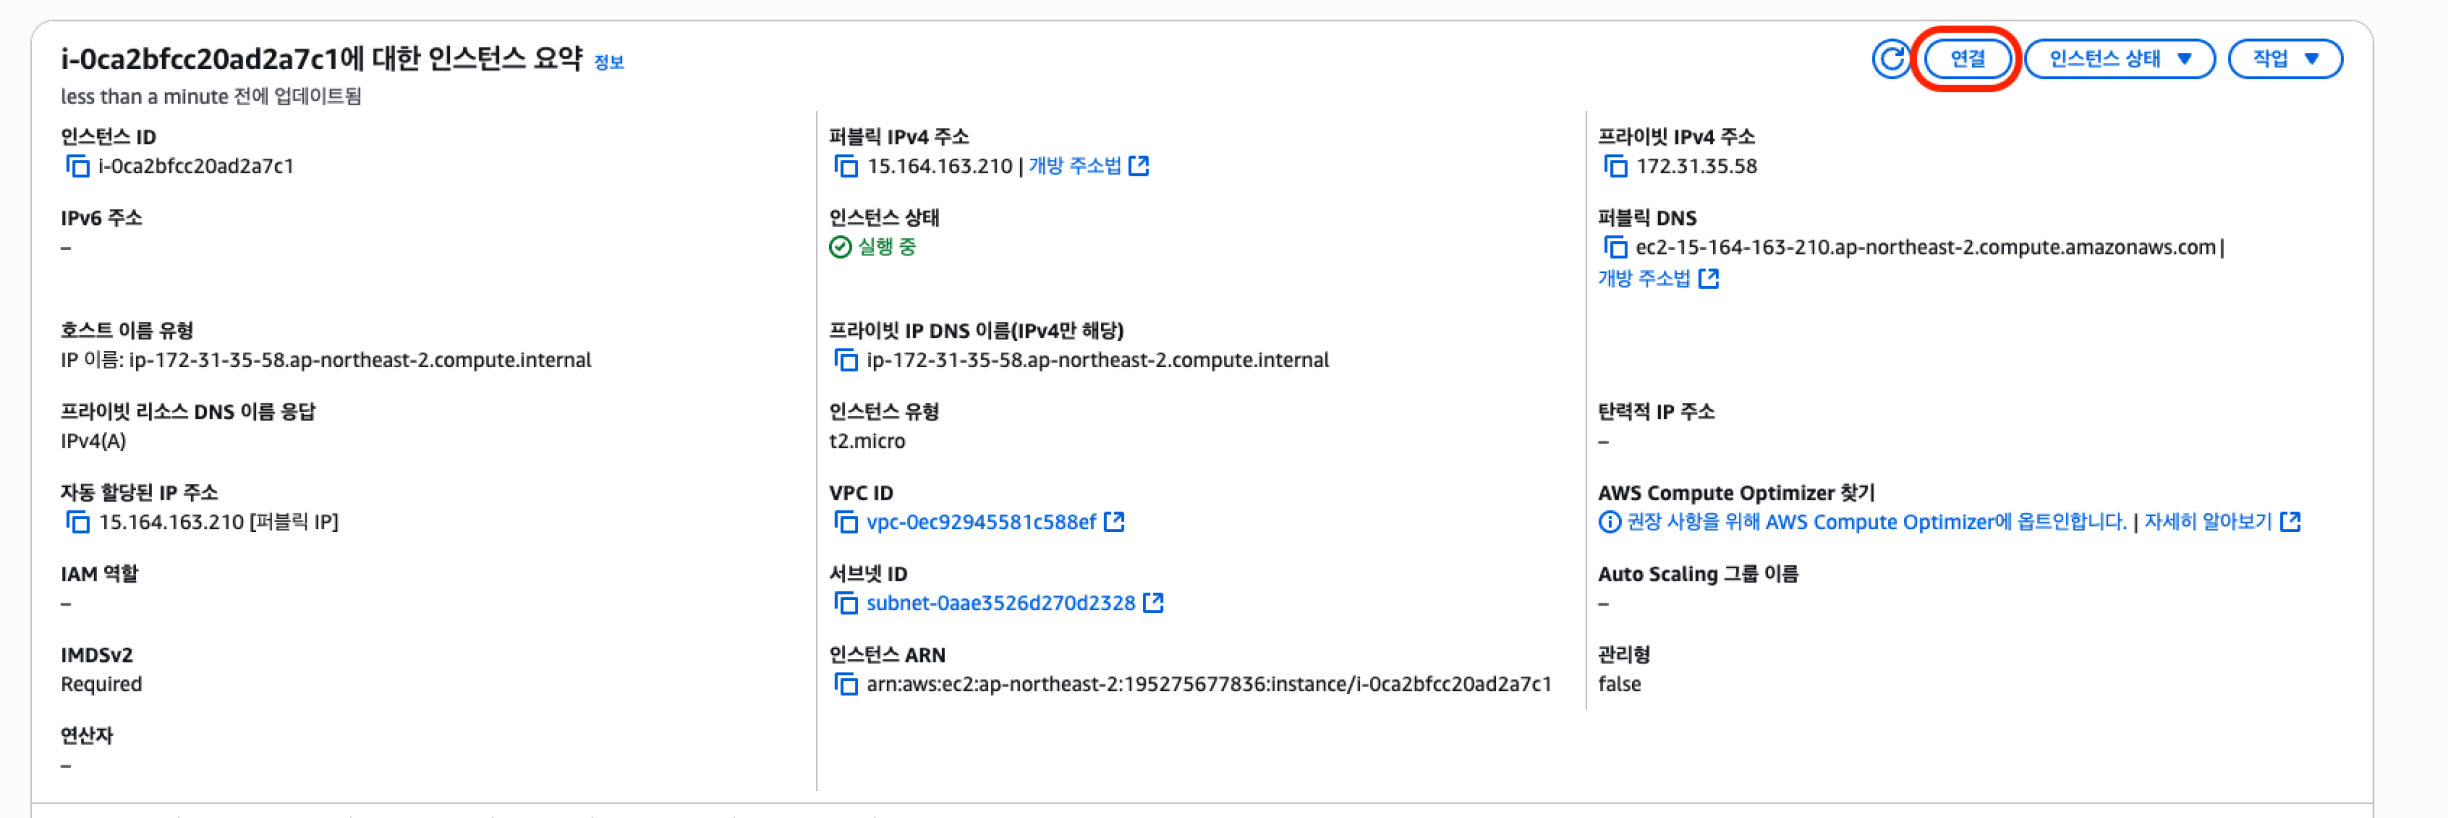 i-0ca2bfcc20ad2a7c1에 대한 인스턴스 요약 정보
연결
인스턴스 상태
작업
less than a minute 전에 업데이트됨
인스턴스 ID
i-0ca2bfcc20ad2a7c1
퍼블릭 IPv4 주소
15.164.163.210 | 개방 주소법
프라이빗 IPv4 주소
172.31.35.58
IPv6 주소
–
인스턴스 상태
실행 중
퍼블릭 DNS
ec2-15-164-163-210.ap-northeast-2.compute.amazonaws.com |
개방 주소법
호스트 이름 유형
IP 이름: ip-172-31-35-58.ap-northeast-2.compute.internal
프라이빗 IP DNS 이름(IPv4만 해당)
ip-172-31-35-58.ap-northeast-2.compute.internal
프라이빗 리소스 DNS 이름 응답
IPv4(A)
인스턴스 유형
t2.micro
탄력적 IP 주소
–
자동 할당된 IP 주소
15.164.163.210 [퍼블릭 IP]
VPC ID
vpc-0ec92945581c588ef
AWS Compute Optimizer 찾기
권장 사항을 위해 AWS Compute Optimizer에 옵트인합니다. | 자세히 알아보기
IAM 역할
–
서브넷 ID
subnet-0aae3526d270d2328
Auto Scaling 그룹 이름
–
IMDSv2
Required
인스턴스 ARN
arn:aws:ec2:ap-northeast-2:195275677836:instance/i-0ca2bfcc20ad2a7c1
관리형
false
연산자
–